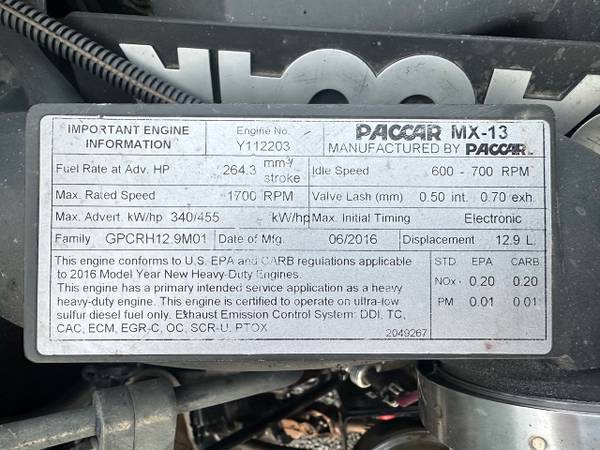 PACCAR
IMPORTANT ENGINE INFORMATION
Engine No. Y112203
PACCAR MX-13
MANUFACTURED BY PACCAR
Fuel Rate at Adv. HP 264.3 mm³/stroke
Idle Speed 600 - 700 RPM
Max. Rated Speed 1700 RPM
Valve Lash (mm) 0.50 int. 0.70 exh.
Max. Advert. kW/hp 340/455 kW/hp
Max. Initial Timing Electronic
Family GPCRH12.9M01
Date of Mfg. 06/2016
Displacement 12.9 L
This engine conforms to U.S. EPA and CARB regulations applicable
to 2016 Model Year New Heavy-Duty Engines.
This engine has a primary intended service application as a heavy
heavy-duty engine. This engine is certified to operate on ultra-low
sulfur diesel fuel only. Exhaust Emission Control System: DDI, TC,
CAC, ECM, EGR-C, OC, SCR-U, PTOX
2049267
STD EPA CARB
NOx 0.20 0.20
PM 0.01 0.01